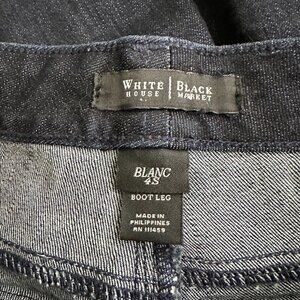 WHITE | BLACK
HOUSE | MARKET
BLANC
4S
BOOT LEG
MADE IN
PHILIPPINES
RN 111459